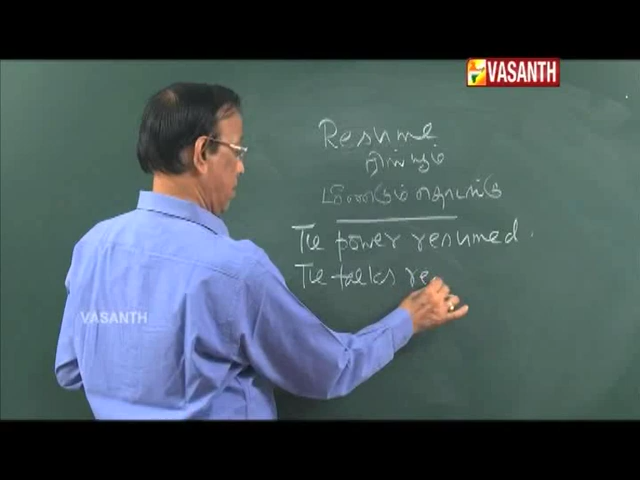 VASANTH
Resume
ரிஸ்யூம்
மீண்டும் தொடங்கு
The power resumed.
The talks re
VASANTH